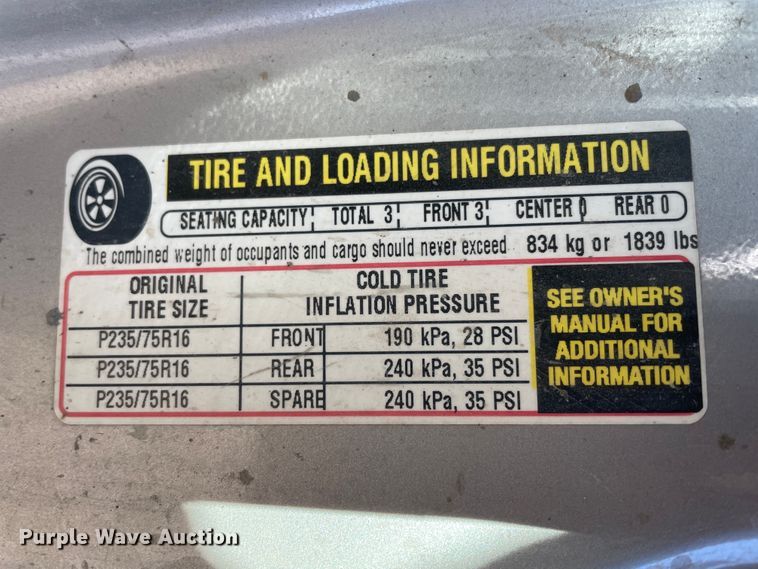 TIRE AND LOADING INFORMATION
SEATING CAPACITY TOTAL 3 FRONT 3 CENTER 0 REAR 0
The combined weight of occupants and cargo should never exceed 834 kg or 1839 lbs
ORIGINAL TIRE SIZE
COLD TIRE INFLATION PRESSURE
P235/75R16 FRONT 190 kPa, 28 PSI
P235/75R16 REAR 240 kPa, 35 PSI
P235/75R16 SPARE 240 kPa, 35 PSI
SEE OWNER'S
MANUAL FOR
ADDITIONAL
INFORMATION
Purple Wave Auction